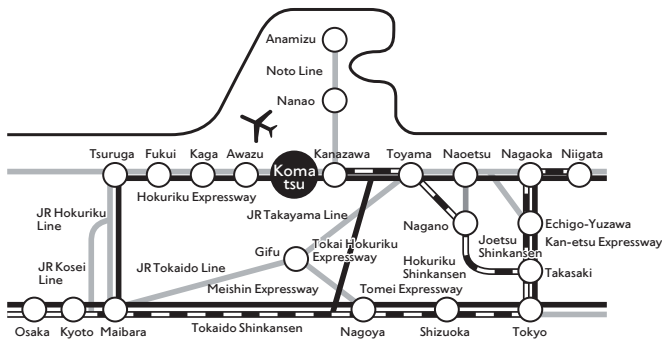 Anamizu
Noto Line
Nanao
Tsuruga
Fukui
Kaga
Awazu
Koma
tsu
Kanazawa
Toyama
Naoetsu
Nagaoka
Niigata
Hokuriku Expressway
JR Takayama Line
JR Hokuriku
Line
Nagano
Echigo-Yuzawa
Gifu
Tokai Hokuriku
Expressway
Joetsu
Shinkansen
Kan-etsu Expressway
JR Kosei
Line
JR Tokaido Line
Hokuriku
Shinkansen
Takasaki
Meishin Expressway
Tomei Expressway
Osaka
Kyoto
Maibara
Tokaido Shinkansen
Nagoya
Shizuoka
Tokyo